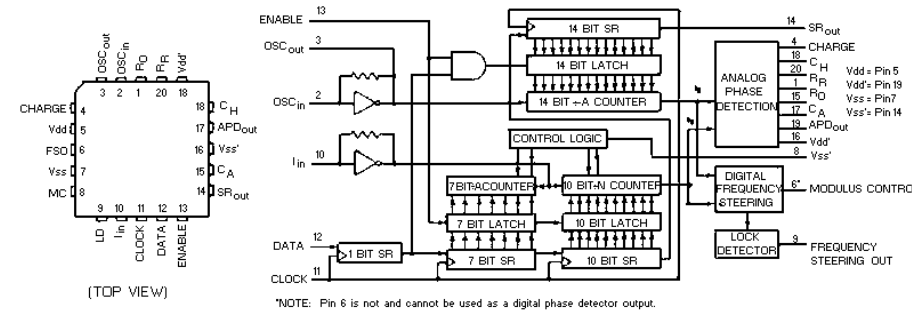 OSCout
OSCin
RO
RR
Vdd'
3 2 1 20 18
CHARGE 4
Vdd 5
FSO 6
Vss 7
MC 8
18 CH
17 APDout
16 Vss'
15 CA
14 SRout
9 10 11 12 13
LD
Iin
CLOCK
DATA
ENABLE
(TOP VIEW)
ENABLE 13
OSCout 3
OSCin 2
Iin 10
DATA 12
CLOCK 11
14 BIT SR
14 BIT LATCH
14 BIT ÷A COUNTER
CONTROL LOGIC
7BIT÷ACOUNTER
10 BIT÷N COUNTER
7 BIT LATCH
10 BIT LATCH
1 BIT SR
7 BIT SR
10 BIT SR
ANALOG
PHASE
DETECTION
DIGITAL
FREQUENCY
STEERING
LOCK
DETECTOR
14 SRout
4 CHARGE
18 CH
20 RR
1 RO
15 CA
17 APDout
19 Vdd'
16 Vss'
8
Vdd = Pin 5
Vdd' = Pin 19
Vss = Pin7
Vss' = Pin 14
6* MODULUS CONTRO
9 FREQUENCY
STEERING OUT
*NOTE: Pin 6 is not and cannot be used as a digital phase detector output.